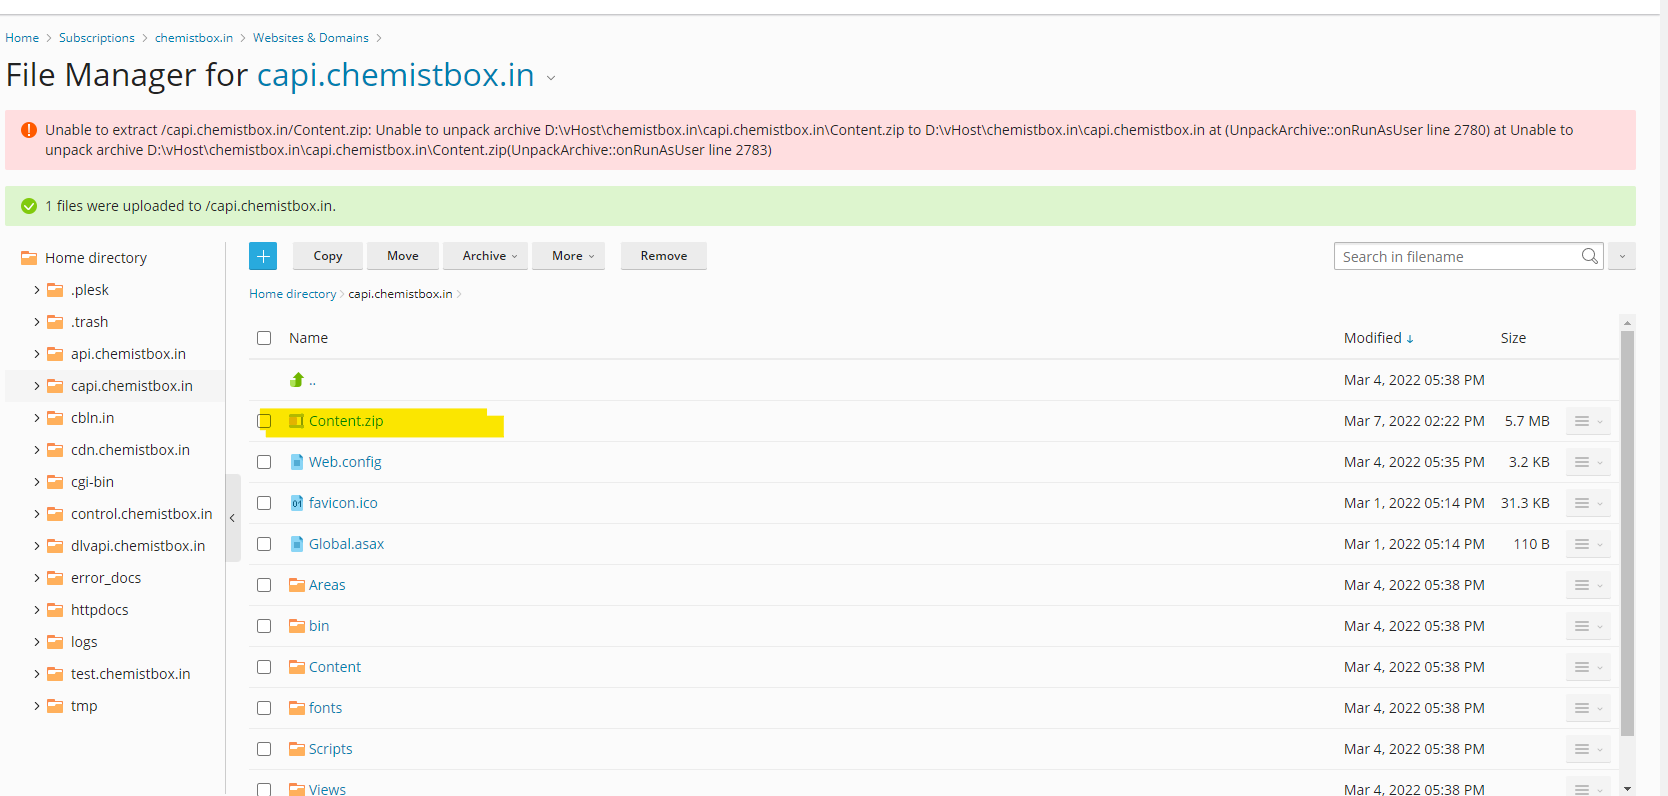 Home > Subscriptions > chemistbox.in > Websites & Domains >
File Manager for capi.chemistbox.in
Unable to extract /capi.chemistbox.in/Content.zip: Unable to unpack archive D:\vHost\chemistbox.in\capi.chemistbox.in\Content.zip to D:\vHost\chemistbox.in\capi.chemistbox.in at (UnpackArchive::onRunAsUser line 2780) at Unable to
unpack archive D:\vHost\chemistbox.in\capi.chemistbox.in\Content.zip(UnpackArchive::onRunAsUser line 2783)
1 files were uploaded to /capi.chemistbox.in.
Home directory
.plesk
.trash
api.chemistbox.in
capi.chemistbox.in
cbln.in
cdn.chemistbox.in
cgi-bin
control.chemistbox.in
dlvapi.chemistbox.in
error_docs
httpdocs
logs
test.chemistbox.in
tmp
+ Copy Move Archive More Remove Search in filename
Home directory > capi.chemistbox.in >
Name Modified ↓ Size
.. Mar 4, 2022 05:38 PM
Content.zip Mar 7, 2022 02:22 PM 5.7 MB
Web.config Mar 4, 2022 05:35 PM 3.2 KB
favicon.ico Mar 1, 2022 05:14 PM 31.3 KB
Global.asax Mar 1, 2022 05:14 PM 110 B
Areas Mar 4, 2022 05:38 PM
bin Mar 4, 2022 05:38 PM
Content Mar 4, 2022 05:38 PM
fonts Mar 4, 2022 05:38 PM
Scripts Mar 4, 2022 05:38 PM
Views Mar 4, 2022 05:38 PM